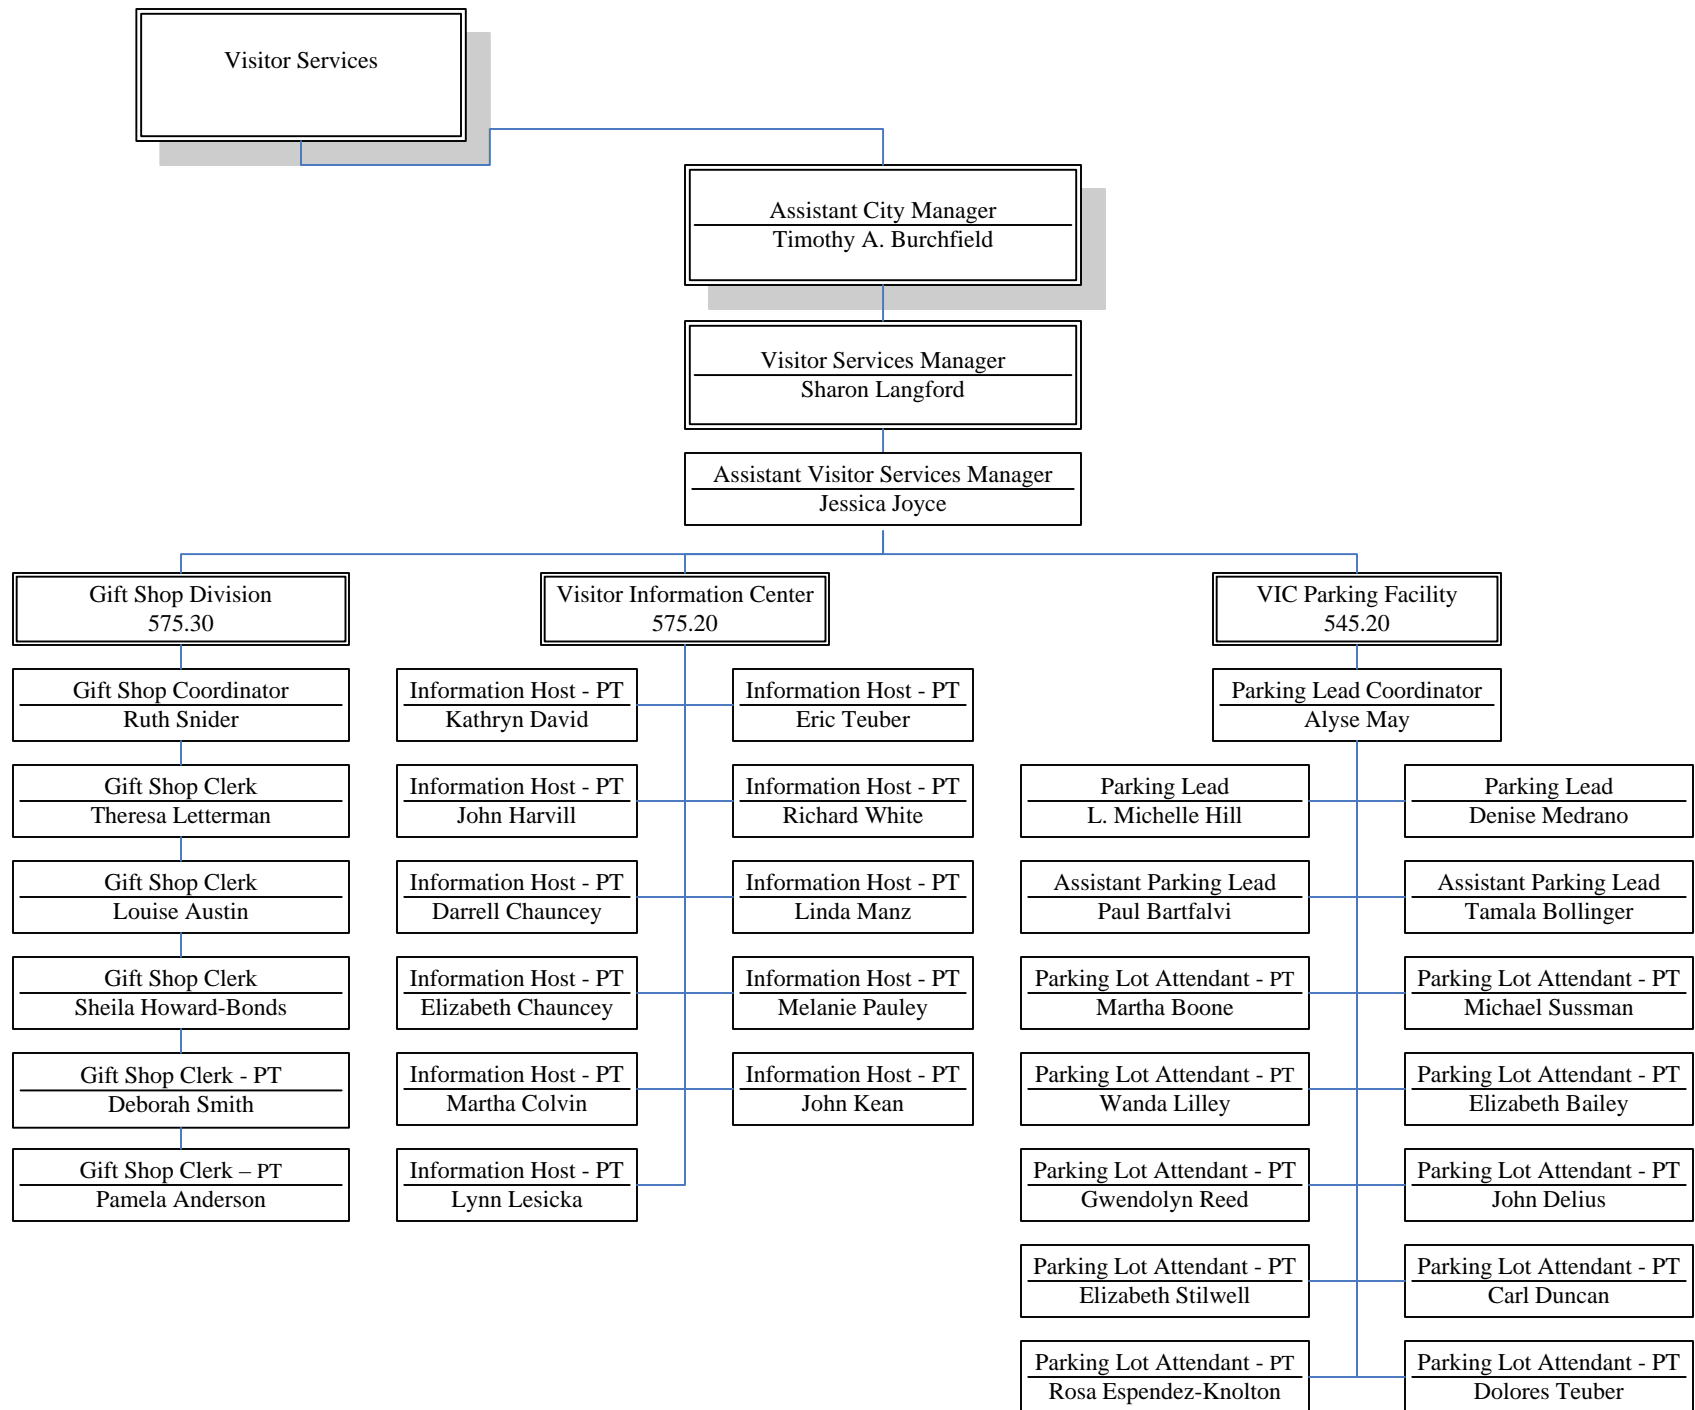 Visitor Services
Assistant City Manager
Timothy A. Burchfield
Visitor Services Manager
Sharon Langford
Assistant Visitor Services Manager
Jessica Joyce
Gift Shop Division
575.30
Gift Shop Coordinator
Ruth Snider
Gift Shop Clerk
Theresa Letterman
Gift Shop Clerk
Louise Austin
Gift Shop Clerk
Sheila Howard-Bonds
Gift Shop Clerk - PT
Deborah Smith
Gift Shop Clerk – PT
Pamela Anderson
Visitor Information Center
575.20
Information Host - PT
Kathryn David
Information Host - PT
Eric Teuber
Information Host - PT
John Harvill
Information Host - PT
Richard White
Information Host - PT
Darrell Chauncey
Information Host - PT
Linda Manz
Information Host - PT
Elizabeth Chauncey
Information Host - PT
Melanie Pauley
Information Host - PT
Martha Colvin
Information Host - PT
John Kean
Information Host - PT
Lynn Lesicka
VIC Parking Facility
545.20
Parking Lead Coordinator
Alyse May
Parking Lead
L. Michelle Hill
Parking Lead
Denise Medrano
Assistant Parking Lead
Paul Bartfalvi
Assistant Parking Lead
Tamala Bollinger
Parking Lot Attendant - PT
Martha Boone
Parking Lot Attendant - PT
Michael Sussman
Parking Lot Attendant - PT
Wanda Lilley
Parking Lot Attendant - PT
Elizabeth Bailey
Parking Lot Attendant - PT
Gwendolyn Reed
Parking Lot Attendant - PT
John Delius
Parking Lot Attendant - PT
Elizabeth Stilwell
Parking Lot Attendant - PT
Carl Duncan
Parking Lot Attendant - PT
Rosa Espendez-Knolton
Parking Lot Attendant - PT
Dolores Teuber